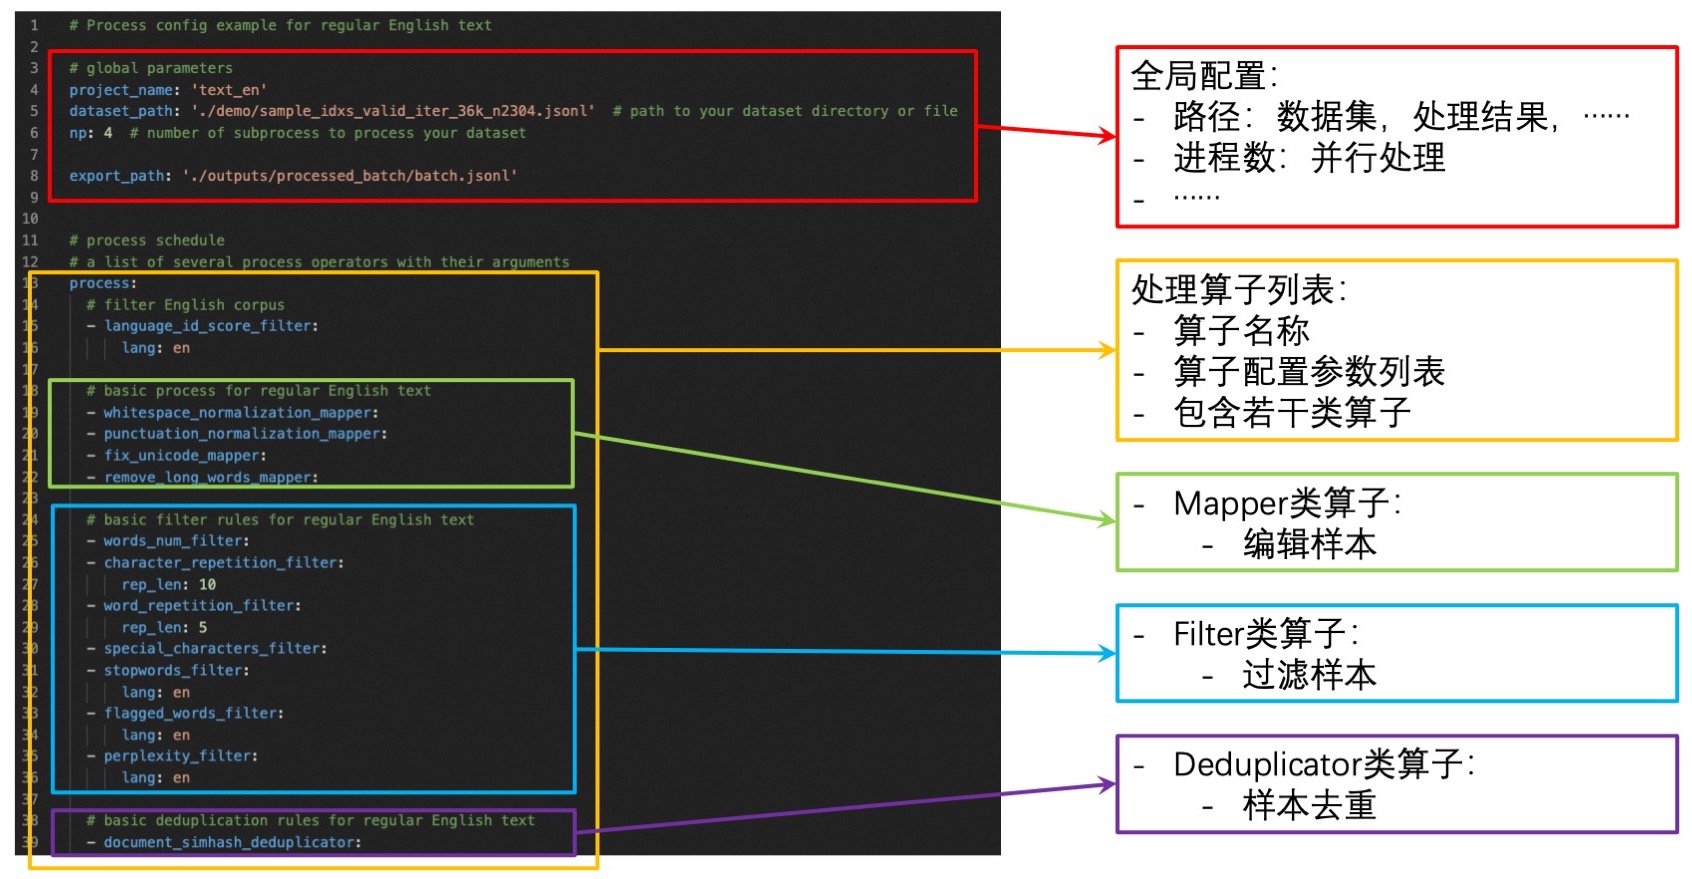 1 # Process config example for regular English text
2
3 # global parameters
4 project_name: 'text_en'
5 dataset_path: './demo/sample_idxs_valid_iter_36k_n2304.jsonl' # path to your dataset directory or file
6 np: 4 # number of subprocess to process your dataset
7
8 export_path: './outputs/processed_batch/batch.jsonl'
9
10
11 # process schedule
12 # a list of several process operators with their arguments
13 process:
14 # filter English corpus
15 - language_id_score_filter:
16 lang: en
17
18 # basic process for regular English text
19 - whitespace_normalization_mapper:
20 - punctuation_normalization_mapper:
21 - fix_unicode_mapper:
22 - remove_long_words_mapper:
23
24 # basic filter rules for regular English text
25 - words_num_filter:
26 - character_repetition_filter:
27 rep_len: 10
28 - word_repetition_filter:
29 rep_len: 5
30 - special_characters_filter:
31 - stopwords_filter:
32 lang: en
33 - flagged_words_filter:
34 lang: en
35 - perplexity_filter:
36 lang: en
37
38 # basic deduplication rules for regular English text
39 - document_simhash_deduplicator:
全局配置：
- 路径：数据集，处理结果，……
- 进程数：并行处理
- ……
处理算子列表：
- 算子名称
- 算子配置参数列表
- 包含若干类算子
- Mapper类算子：
- 编辑样本
- Filter类算子：
- 过滤样本
- Deduplicator类算子：
- 样本去重